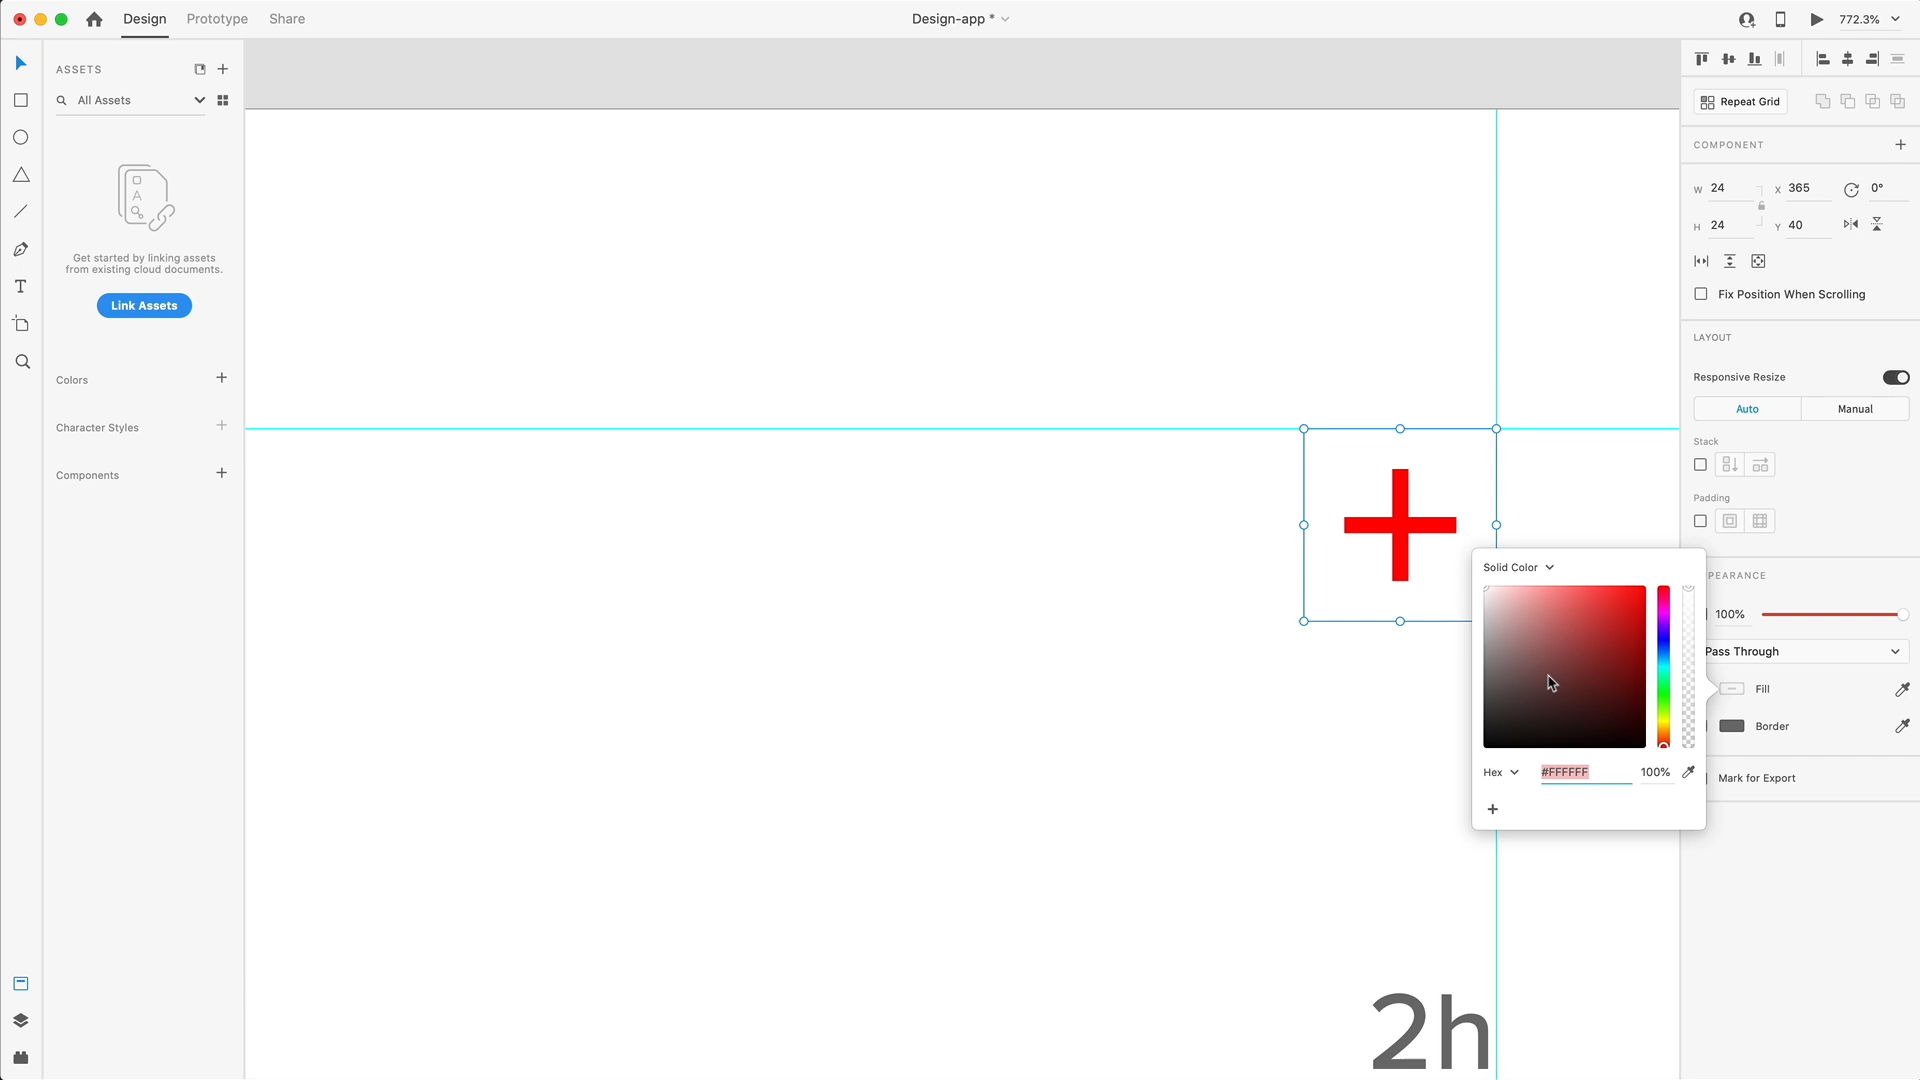 Design Prototype Share
Design-app *
772.3%
ASSETS
All Assets
Get started by linking assets
from existing cloud documents.
Link Assets
Colors
Character Styles
Components
Repeat Grid
COMPONENT
W 24 X 365 0°
H 24 Y 40
Fix Position When Scrolling
LAYOUT
Responsive Resize
Auto Manual
Stack
Padding
PEARANCE
100%
Pass Through
Fill
Border
Mark for Export
Solid Color
Hex #FFFFFF 100%
2h